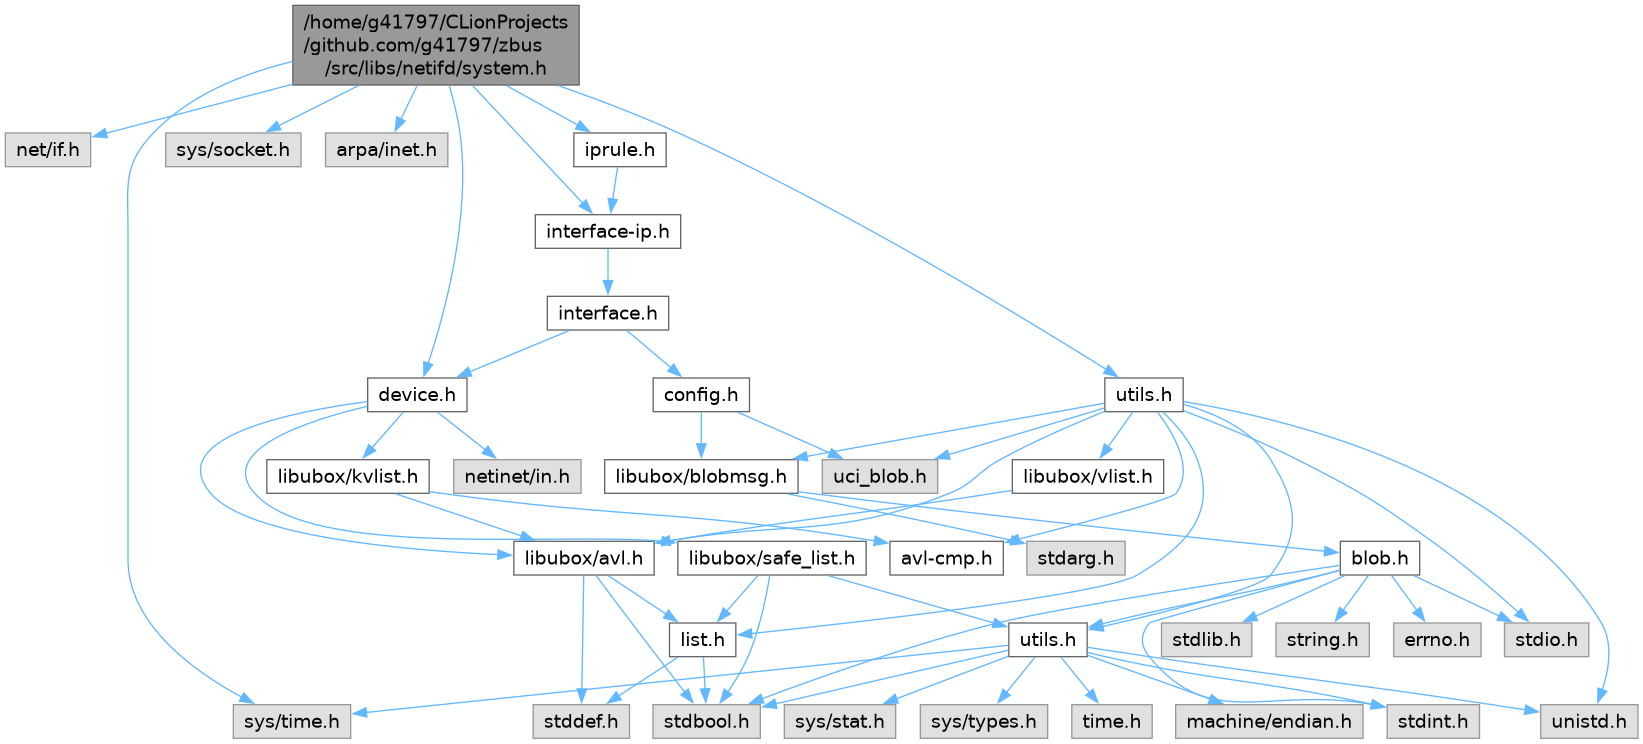 /home/g41797/CLionProjects
/github.com/g41797/zbus
/src/libs/netifd/system.h
net/if.h
sys/socket.h
arpa/inet.h
iprule.h
interface-ip.h
interface.h
device.h
config.h
utils.h
libubox/kvlist.h
netinet/in.h
libubox/blobmsg.h
uci_blob.h
libubox/vlist.h
libubox/avl.h
libubox/safe_list.h
avl-cmp.h
stdarg.h
blob.h
list.h
utils.h
stdlib.h
string.h
errno.h
stdio.h
sys/time.h
stddef.h
stdbool.h
sys/stat.h
sys/types.h
time.h
machine/endian.h
stdint.h
unistd.h